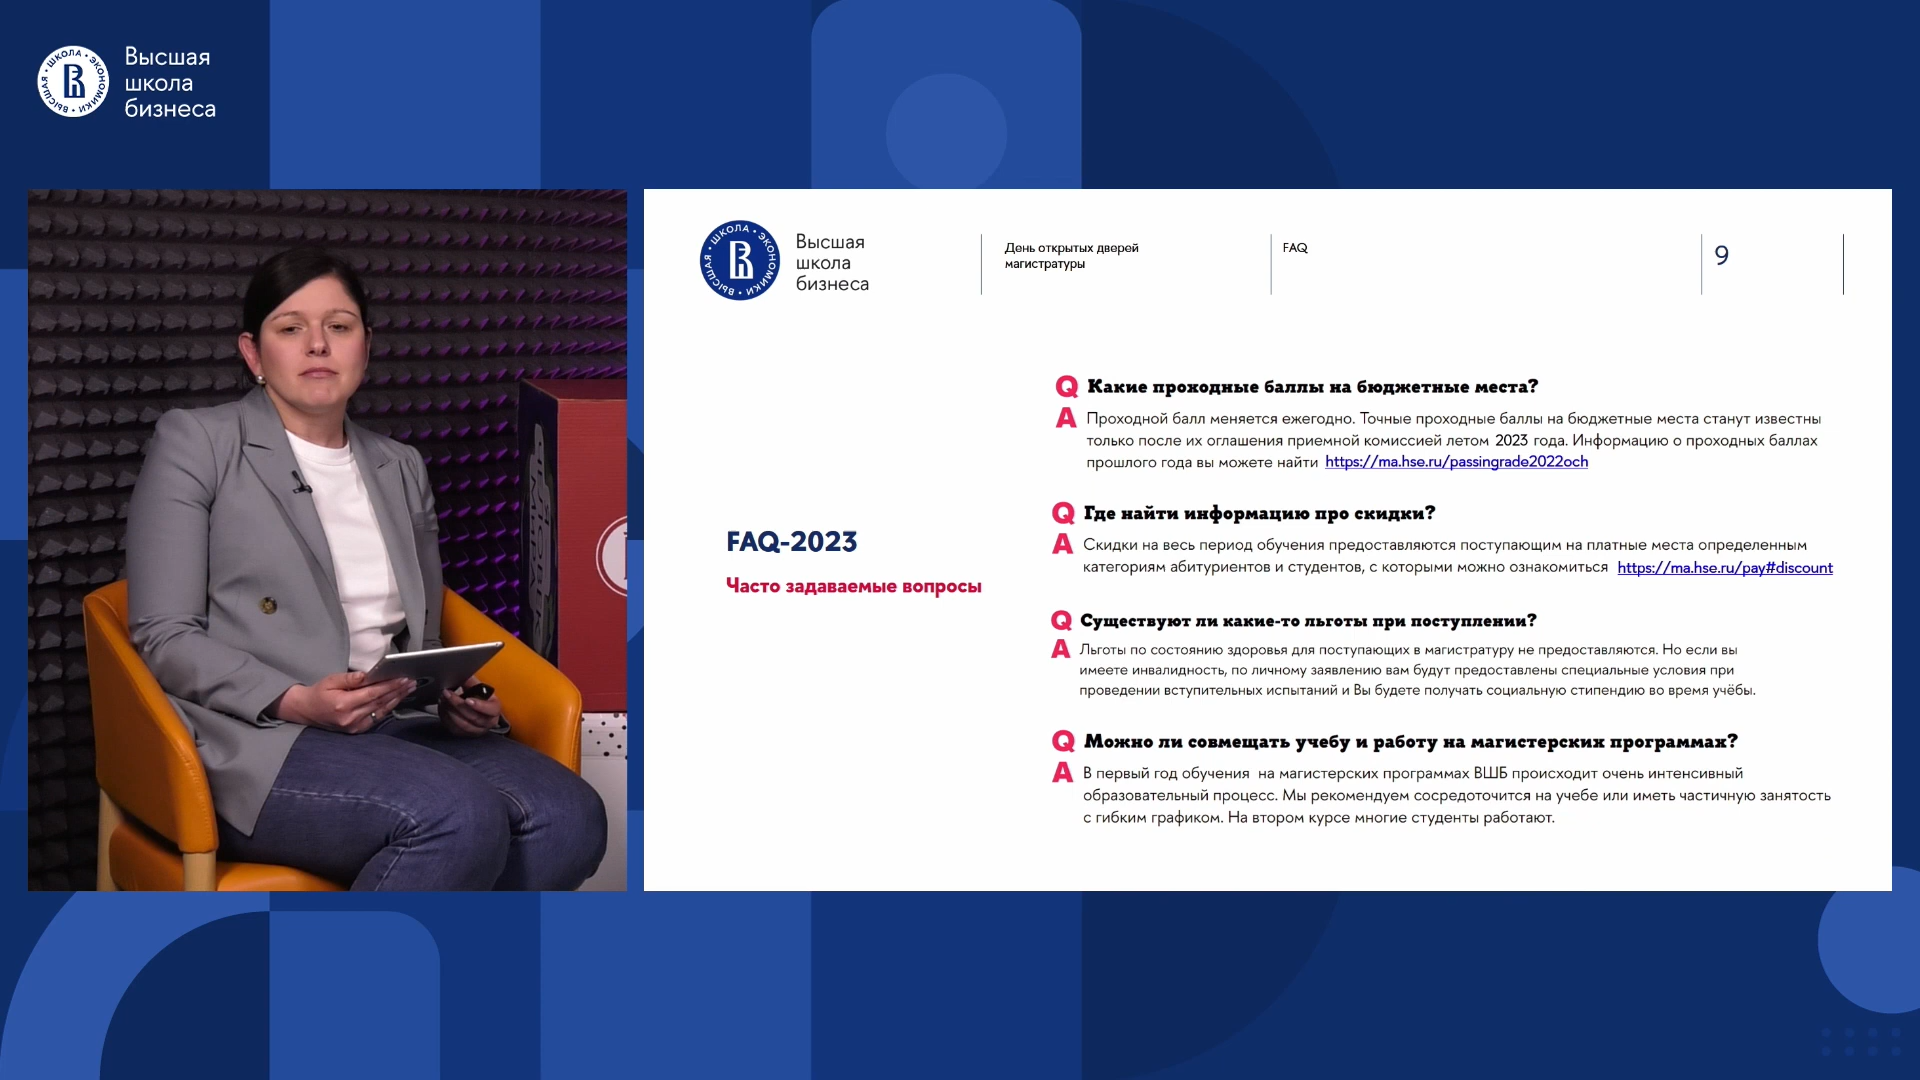 ВЫСШАЯ • ШКОЛА • ЭКОНОМИКИ •
Высшая
школа
бизнеса
ВЫСШАЯ • ШКОЛА • ЭКОНОМИКИ •
Высшая
школа
бизнеса
День открытых дверей
магистратуры
FAQ
9
FAQ-2023
Часто задаваемые вопросы
Q Какие проходные баллы на бюджетные места?
A Проходной балл меняется ежегодно. Точные проходные баллы на бюджетные места станут известны
только после их оглашения приемной комиссией летом 2023 года. Информацию о проходных баллах
прошлого года вы можете найти https://ma.hse.ru/passingrade2022och
Q Где найти информацию про скидки?
A Скидки на весь период обучения предоставляются поступающим на платные места определенным
категориям абитуриентов и студентов, с которыми можно ознакомиться https://ma.hse.ru/pay#discount
Q Существуют ли какие-то льготы при поступлении?
A Льготы по состоянию здоровья для поступающих в магистратуру не предоставляются. Но если вы
имеете инвалидность, по личному заявлению вам будут предоставлены специальные условия при
проведении вступительных испытаний и Вы будете получать социальную стипендию во время учёбы.
Q Можно ли совмещать учебу и работу на магистерских программах?
A В первый год обучения на магистерских программах ВШБ происходит очень интенсивный
образовательный процесс. Мы рекомендуем сосредоточится на учебе или иметь частичную занятость
с гибким графиком. На втором курсе многие студенты работают.